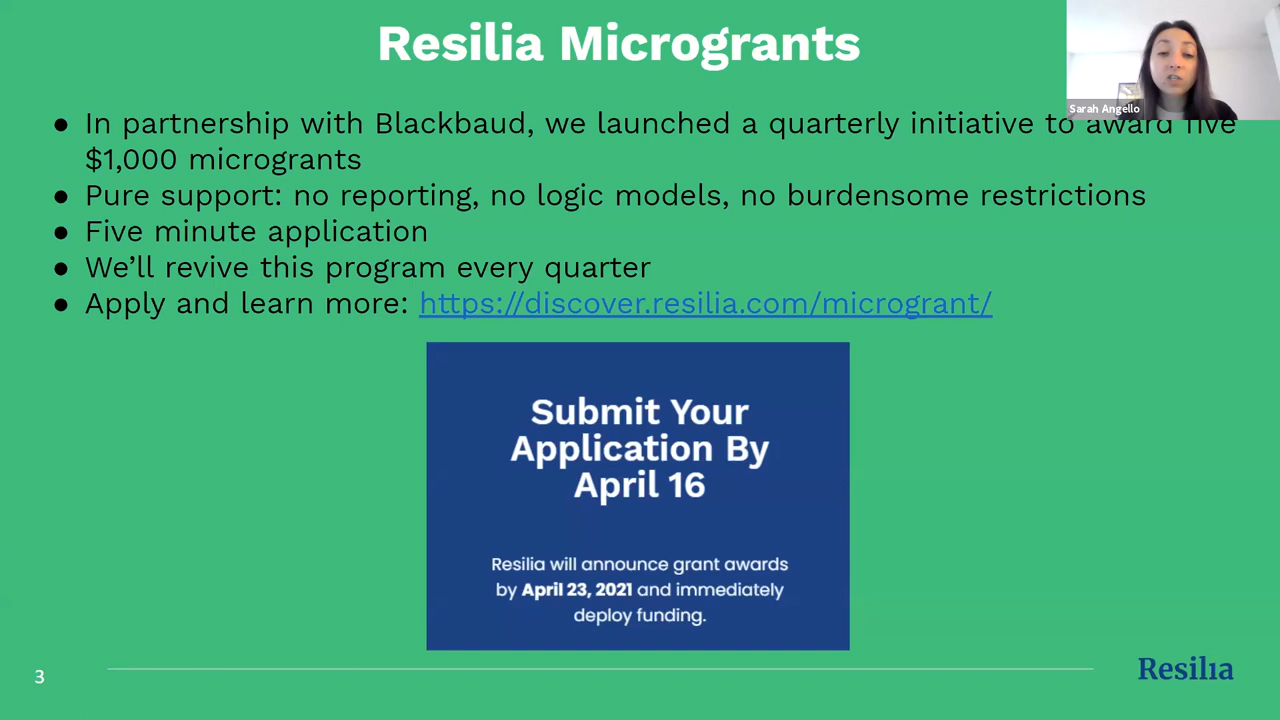 Resilia Microgrants
Sarah Angello
● In partnership with Blackbaud, we launched a quarterly initiative to award five
$1,000 microgrants
● Pure support: no reporting, no logic models, no burdensome restrictions
● Five minute application
● We’ll revive this program every quarter
● Apply and learn more: https://discover.resilia.com/microgrant/
Submit Your
Application By
April 16
Resilia will announce grant awards
by April 23, 2021 and immediately
deploy funding.
3
Resilia